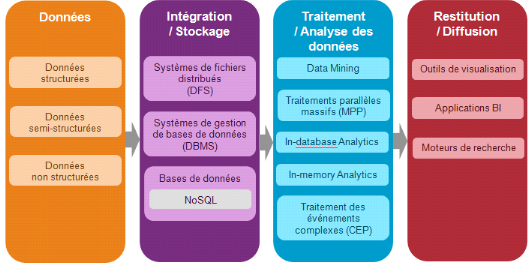 Données
Données
structurées
Données
semi-structurées
Données
non structurées
Intégration
/ Stockage
Systèmes de fichiers
distribués
(DFS)
Systèmes de gestion
de bases de données
(DBMS)
Bases de données
NoSQL
Traitement
/ Analyse des
données
Data Mining
Traitements parallèles
massifs (MPP)
In-database Analytics
In-memory Analytics
Traitement des
événements
complexes (CEP)
Restitution
/ Diffusion
Outils de visualisation
Applications BI
Moteurs de recherche